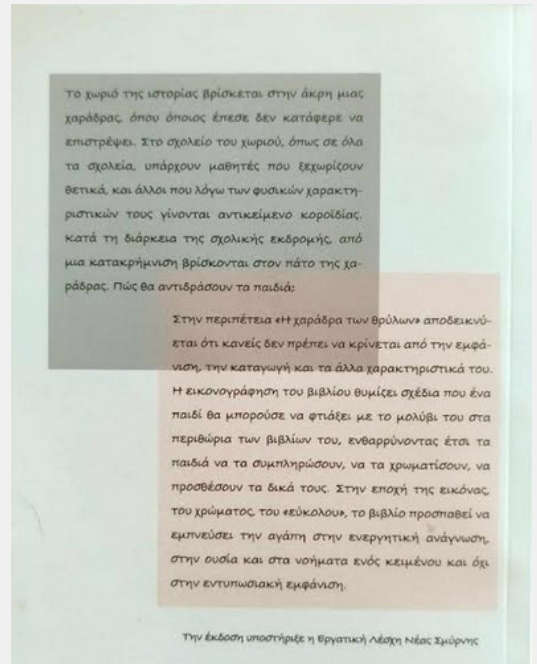 Το χωριό της ιστορίας βρίσκεται στην άκρη μιας
χαράδρας, όπου όποιος έπεσε δεν κατάφερε να
επιστρέψει. Στο σχολείο του χωριού, όπως σε όλα
τα σχολεία, υπάρχουν μαθητές που ξεχωρίζουν
θετικά, και άλλοι που λόγω των φυσικών χαρακτη-
ριστικών τους γίνονται αντικείμενο κοροϊδίας.
Κατά τη διάρκεια της σχολικής εκδρομής, από
μια κατακρήμνιση βρίσκονται στον πάτο της χα-
ράδρας. Πώς θα αντιδράσουν τα παιδιά;
Στην περιπέτεια «Η χαράδρα των θρύλων» αποδεικνύ-
εται ότι κανείς δεν πρέπει να κρίνεται από την εμφά-
νιση, την καταγωγή και τα άλλα χαρακτηριστικά του.
Η εικονογράφηση του βιβλίου θυμίζει σχέδια που ένα
παιδί θα μπορούσε να φτιάξει με το μολύβι του στα
περιθώρια των βιβλίων του, ενθαρρύνοντας έτσι τα
παιδιά να τα συμπληρώσουν, να τα χρωματίσουν, να
προσθέσουν τα δικά τους. Στην εποχή της εικόνας,
του χρώματος, του «εύκολου», το βιβλίο προσπαθεί να
εμπνεύσει την αγάπη στην ενεργητική ανάγνωση,
στην ουσία και στα νοήματα ενός κειμένου και όχι
στην εντυπωσιακή εμφάνιση.
Την έκδοση υποστήριξε η Εργατική Λέσχη Νέας Σμύρνης